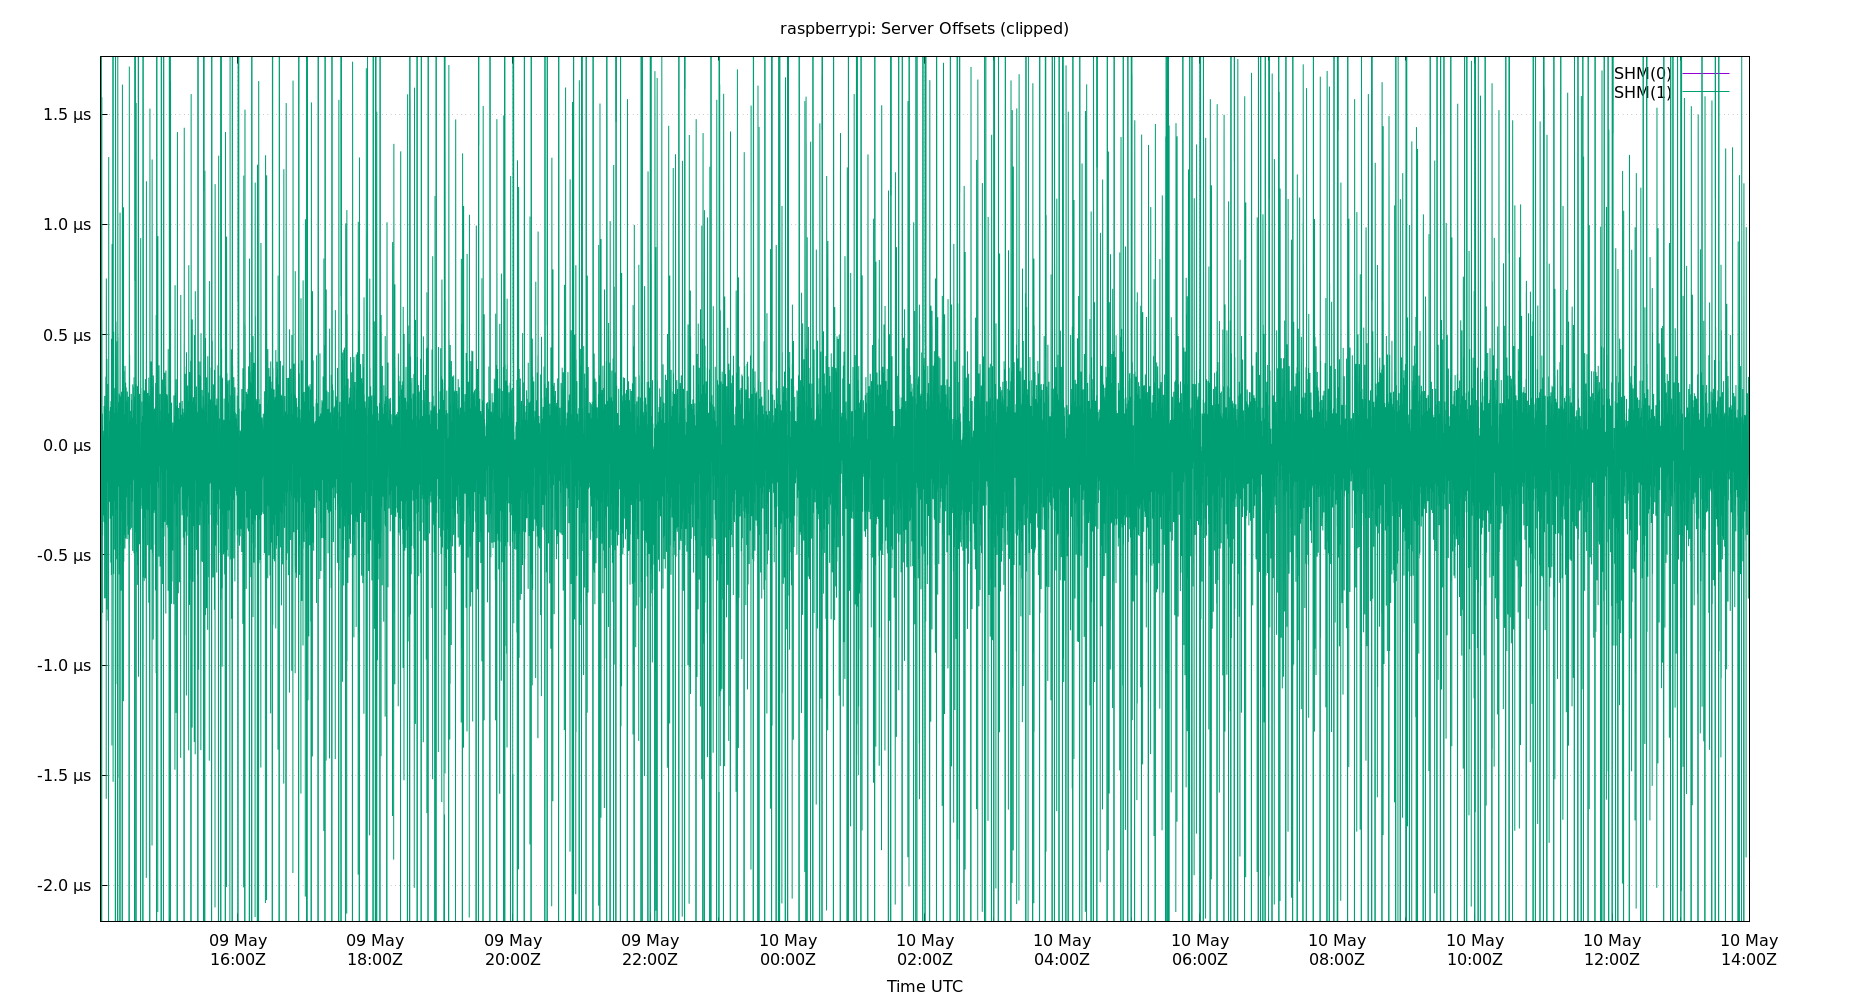 raspberrypi: Server Offsets (clipped)
SHM(0)
SHM(1)
1.5 µs
1.0 µs
0.5 µs
0.0 µs
-0.5 µs
-1.0 µs
-1.5 µs
-2.0 µs
09 May 09 May 09 May 09 May 10 May 10 May 10 May 10 May 10 May 10 May 10 May 10 May
16:00Z 18:00Z 20:00Z 22:00Z 00:00Z 02:00Z 04:00Z 06:00Z 08:00Z 10:00Z 12:00Z 14:00Z
Time UTC